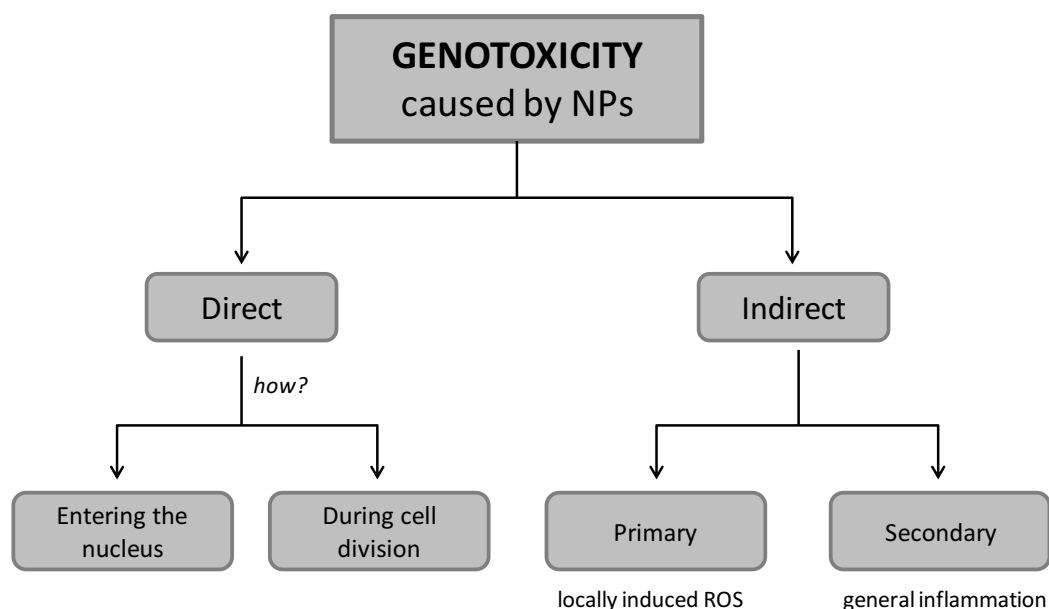 GENOTOXICITY
caused by NPs
Direct
Indirect
how?
Entering the
nucleus
During cell
division
Primary
Secondary
locally induced ROS
general inflammation